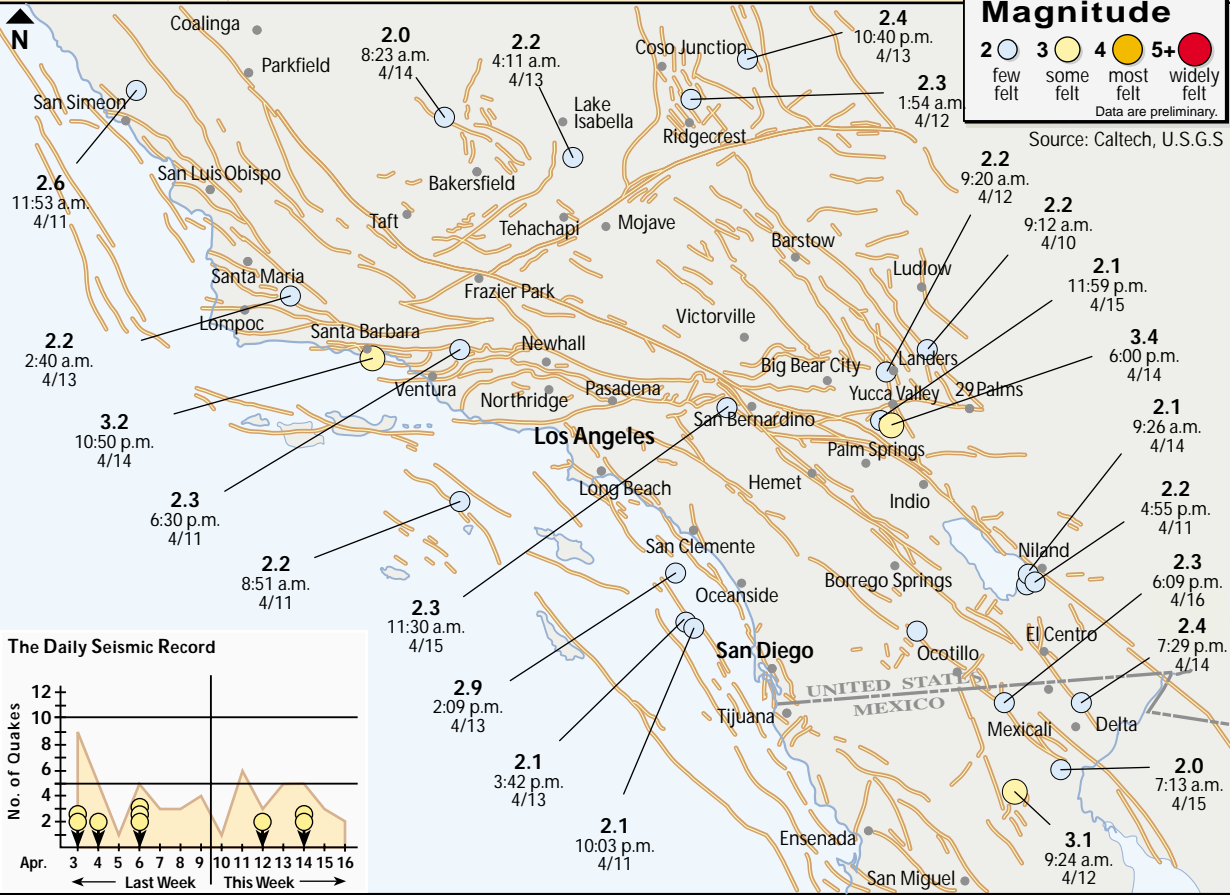 N
Magnitude
2 3 4 5+
few felt
some felt
most felt
widely felt
Data are preliminary.
Source: Caltech, U.S.G.S
Coalinga
Parkfield
San Simeon
San Luis Obispo
Santa Maria
Lompoc
Santa Barbara
Taft
Bakersfield
Lake
Isabella
Coso Junction
Ridgecrest
Tehachapi
Mojave
Frazier Park
Barstow
Ludlow
Victorville
Newhall
Ventura
Northridge
Pasadena
Big Bear City
Landers
Yucca Valley
29Palms
San Bernardino
Los Angeles
Palm Springs
Long Beach
Hemet
Indio
San Clemente
Niland
Borrego Springs
Oceanside
San Diego
Ocotillo
El Centro
UNITED STATES
MEXICO
Tijuana
Mexicali
Delta
Ensenada
San Miguel
2.0
8:23 a.m.
4/14
2.2
4:11 a.m.
4/13
2.4
10:40 p.m.
4/13
2.3
1:54 a.m.
4/12
2.6
11:53 a.m.
4/11
2.2
9:20 a.m.
4/12
2.2
9:12 a.m.
4/10
2.1
11:59 p.m.
4/15
3.4
6:00 p.m.
4/14
2.2
2:40 a.m.
4/13
3.2
10:50 p.m.
4/14
2.1
9:26 a.m.
4/14
2.3
6:30 p.m.
4/11
2.2
4:55 p.m.
4/11
2.2
8:51 a.m.
4/11
2.3
11:30 a.m.
4/15
2.3
6:09 p.m.
4/16
2.4
7:29 p.m.
4/14
2.9
2:09 p.m.
4/13
2.1
3:42 p.m.
4/13
2.1
10:03 p.m.
4/11
2.0
7:13 a.m.
4/15
3.1
9:24 a.m.
4/12
The Daily Seismic Record
No. of Quakes
12
10
8
6
4
2
Apr. 3 4 5 6 7 8 9 10 11 12 13 14 15 16
Last Week This Week